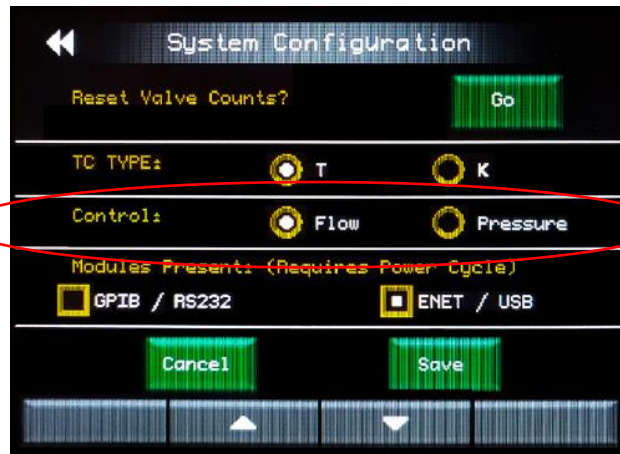 System Configuration
Reset Valve Counts?
Go
TC TYPE:
T
K
Control:
Flow
Pressure
Modules Present: (Requires Power Cycle)
GPIB / RS232
ENET / USB
Cancel
Save